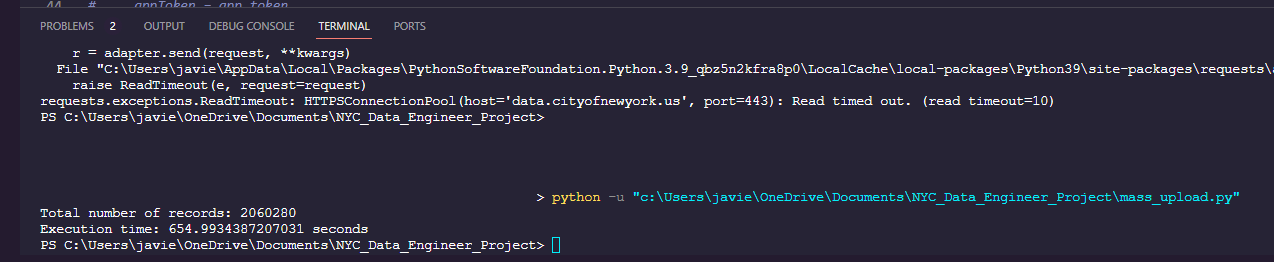 44 # appToken = app_token
PROBLEMS 2 OUTPUT DEBUG CONSOLE TERMINAL PORTS
r = adapter.send(request, **kwargs)
File "C:\Users\javie\AppData\Local\Packages\PythonSoftwareFoundation.Python.3.9_qbz5n2kfra8p0\LocalCache\local-packages\Python39\site-packages\requests\
raise ReadTimeout(e, request=request)
requests.exceptions.ReadTimeout: HTTPSConnectionPool(host='data.cityofnewyork.us', port=443): Read timed out. (read timeout=10)
PS C:\Users\javie\OneDrive\Documents\NYC_Data_Engineer_Project>
> python -u "c:\Users\javie\OneDrive\Documents\NYC_Data_Engineer_Project\mass_upload.py"
Total number of records: 2060280
Execution time: 654.9934387207031 seconds
PS C:\Users\javie\OneDrive\Documents\NYC_Data_Engineer_Project>